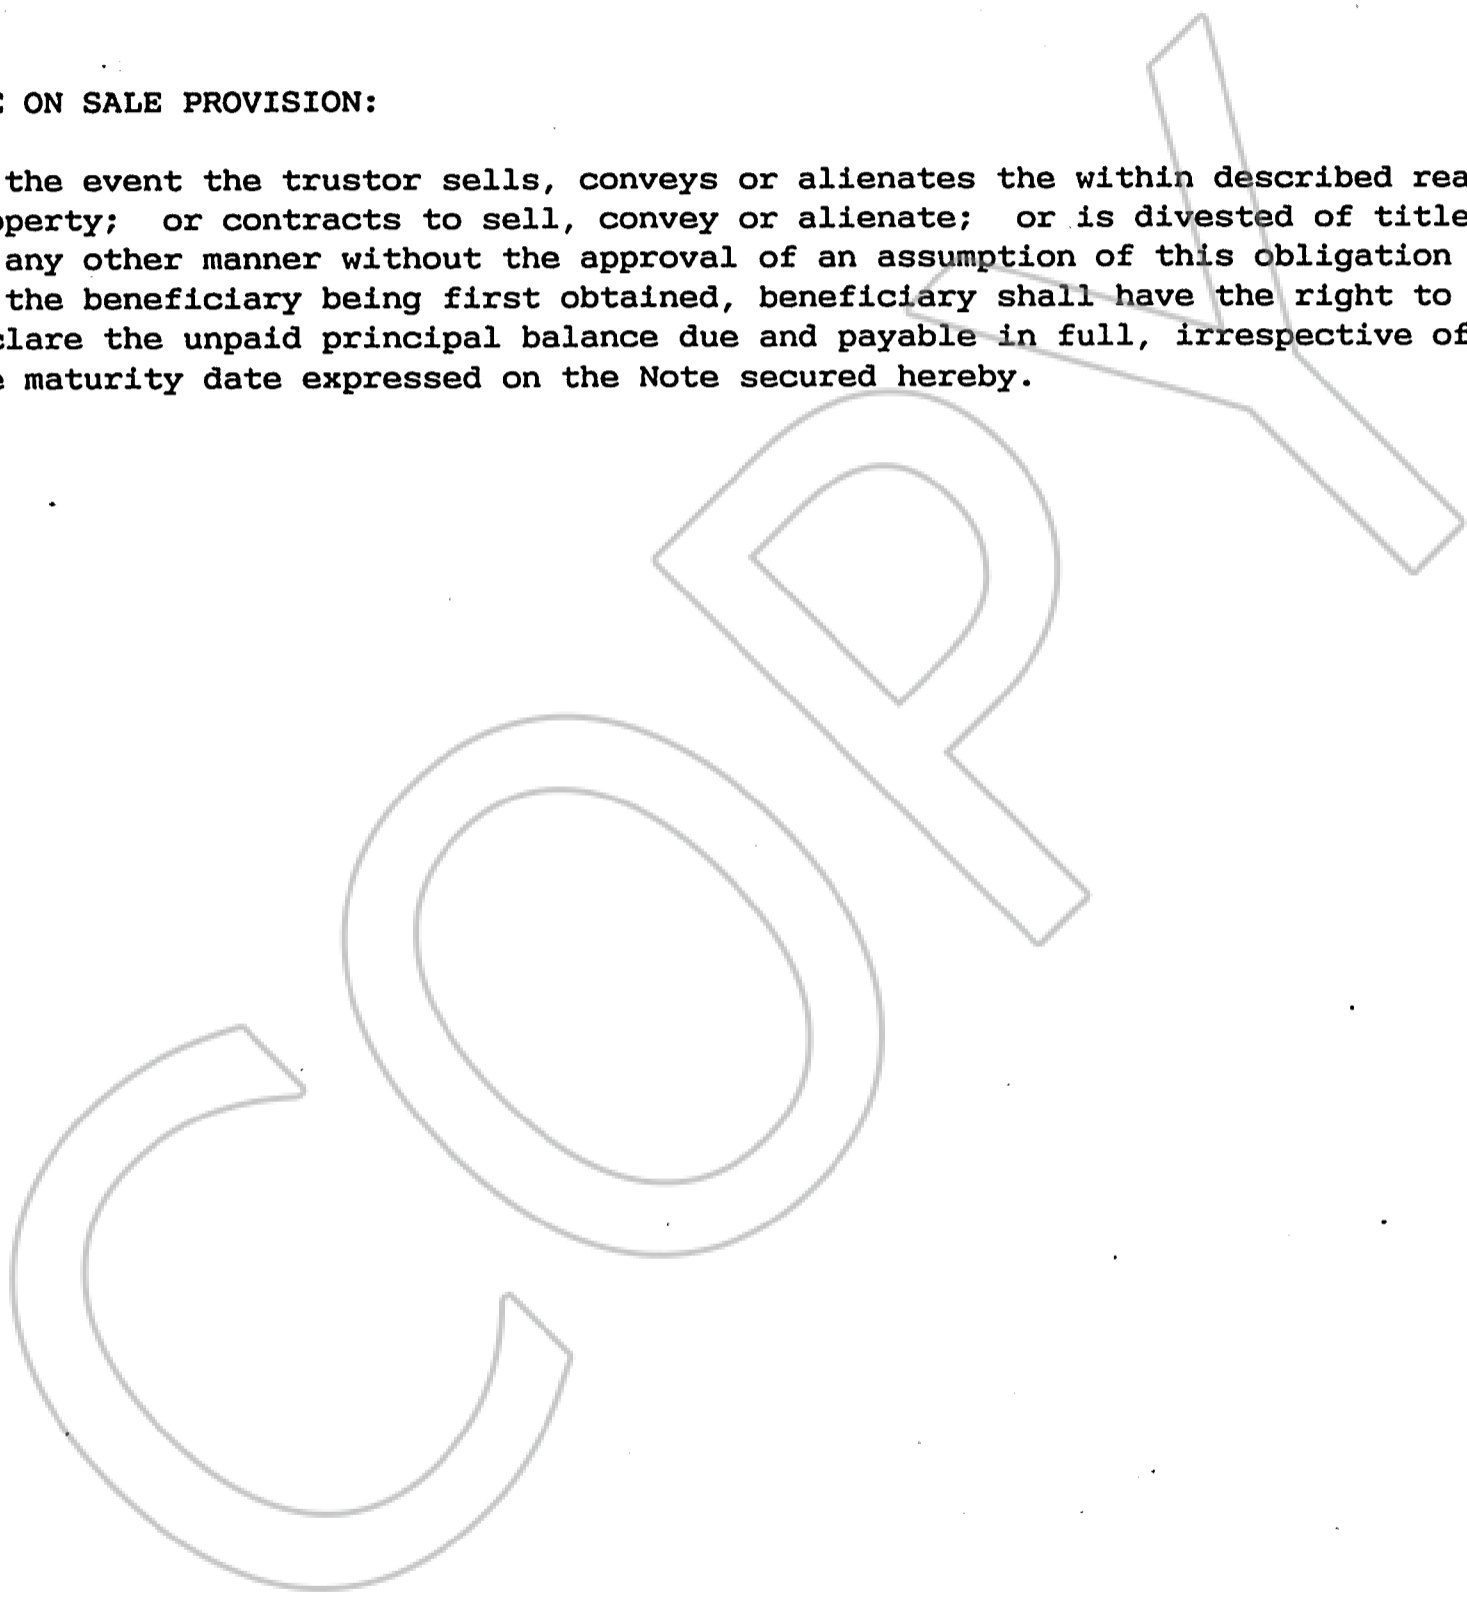 ON SALE PROVISION:
the event the trustor sells, conveys or alienates the within described rea
perty; or contracts to sell, convey or alienate; or is divested of title
any other manner without the approval of an assumption of this obligation
the beneficiary being first obtained, beneficiary shall have the right to
clare the unpaid principal balance due and payable in full, irrespective of
maturity date expressed on the Note secured hereby.
COPY